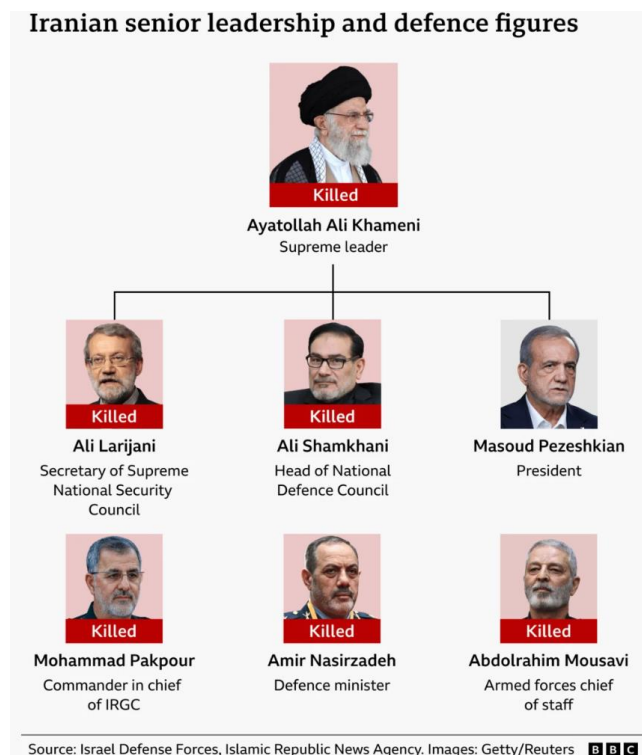 Iranian senior leadership and defence figures
Killed
Ayatollah Ali Khameni
Supreme leader
Killed
Ali Larijani
Secretary of Supreme
National Security
Council
Killed
Ali Shamkhani
Head of National
Defence Council
Masoud Pezeshkian
President
Killed
Mohammad Pakpour
Commander in chief
of IRGC
Killed
Amir Nasirzadeh
Defence minister
Killed
Abdolrahim Mousavi
Armed forces chief
of staff
Source: Israel Defense Forces, Islamic Republic News Agency. Images: Getty/Reuters BBC